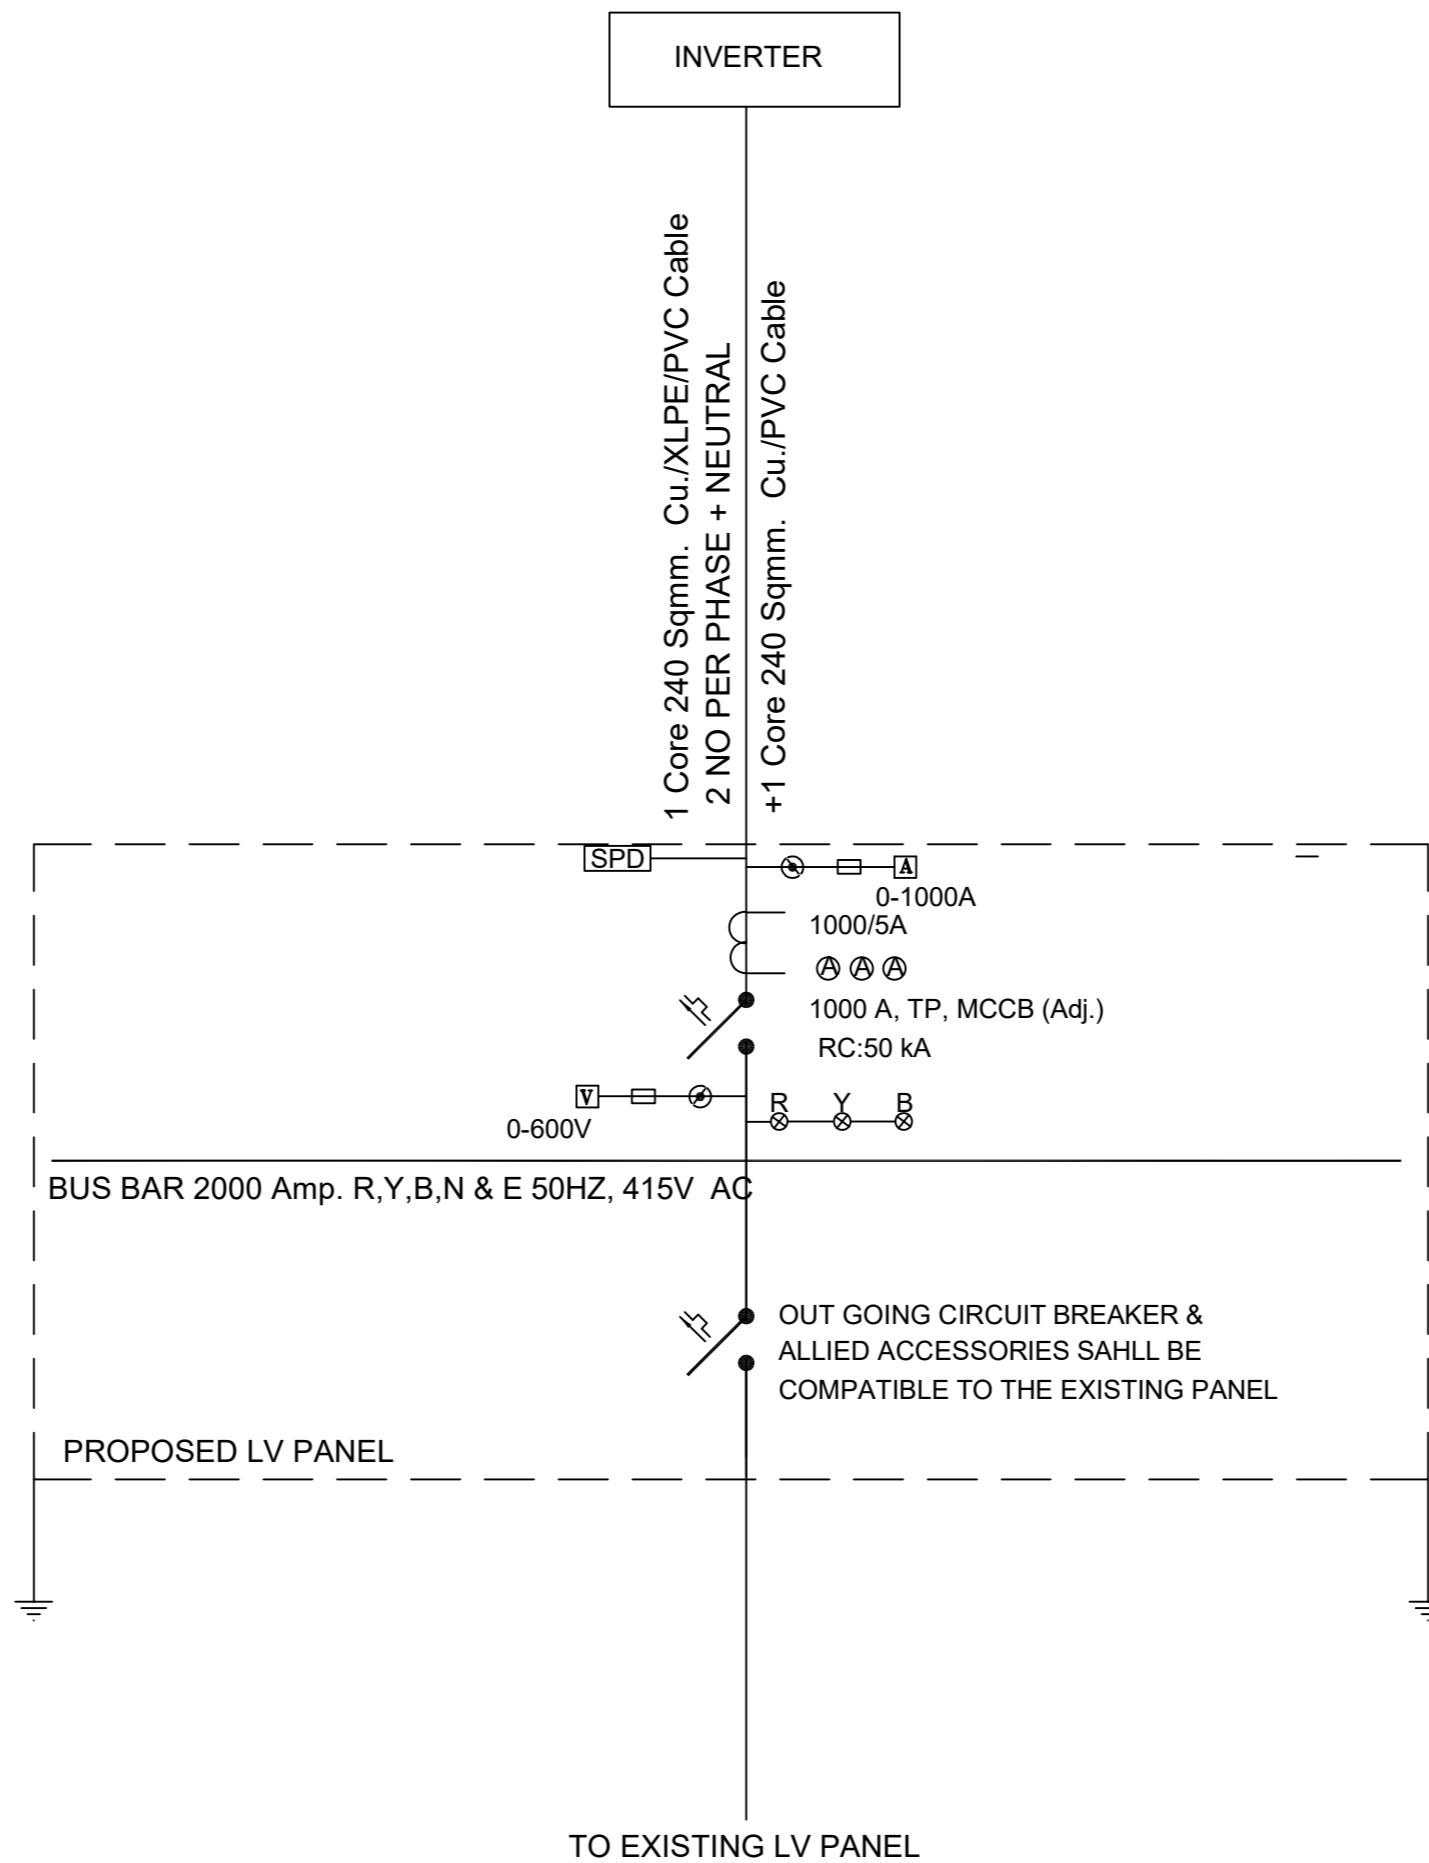 INVERTER
1 Core 240 Sqmm.  Cu./XLPE/PVC Cable
2 NO PER PHASE + NEUTRAL
+1 Core 240 Sqmm.  Cu./PVC Cable
SPD
A
0-1000A
1000/5A
A A A
1000 A, TP, MCCB (Adj.)
RC:50 kA
V
0-600V
R Y B
BUS BAR 2000 Amp. R,Y,B,N & E 50HZ, 415V  AC
OUT GOING CIRCUIT BREAKER &
ALLIED ACCESSORIES SAHLL BE
COMPATIBLE TO THE EXISTING PANEL
PROPOSED LV PANEL
TO EXISTING LV PANEL